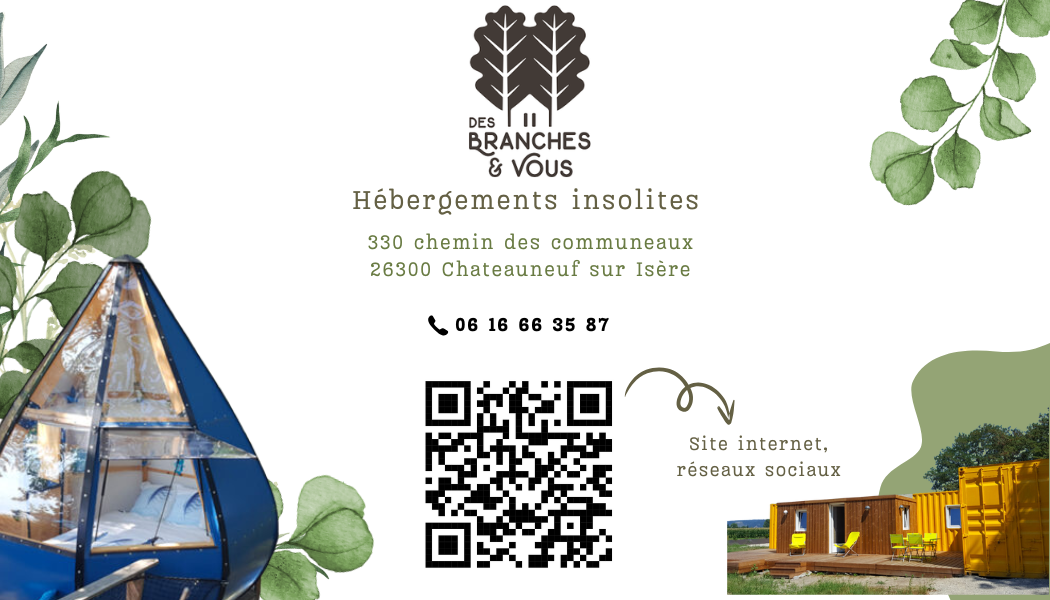 DES
BRANCHES
& VOUS
Hébergements insolites
330 chemin des communeaux
26300 Chateauneuf sur Isère
06 16 66 35 87
Site internet,
réseaux sociaux